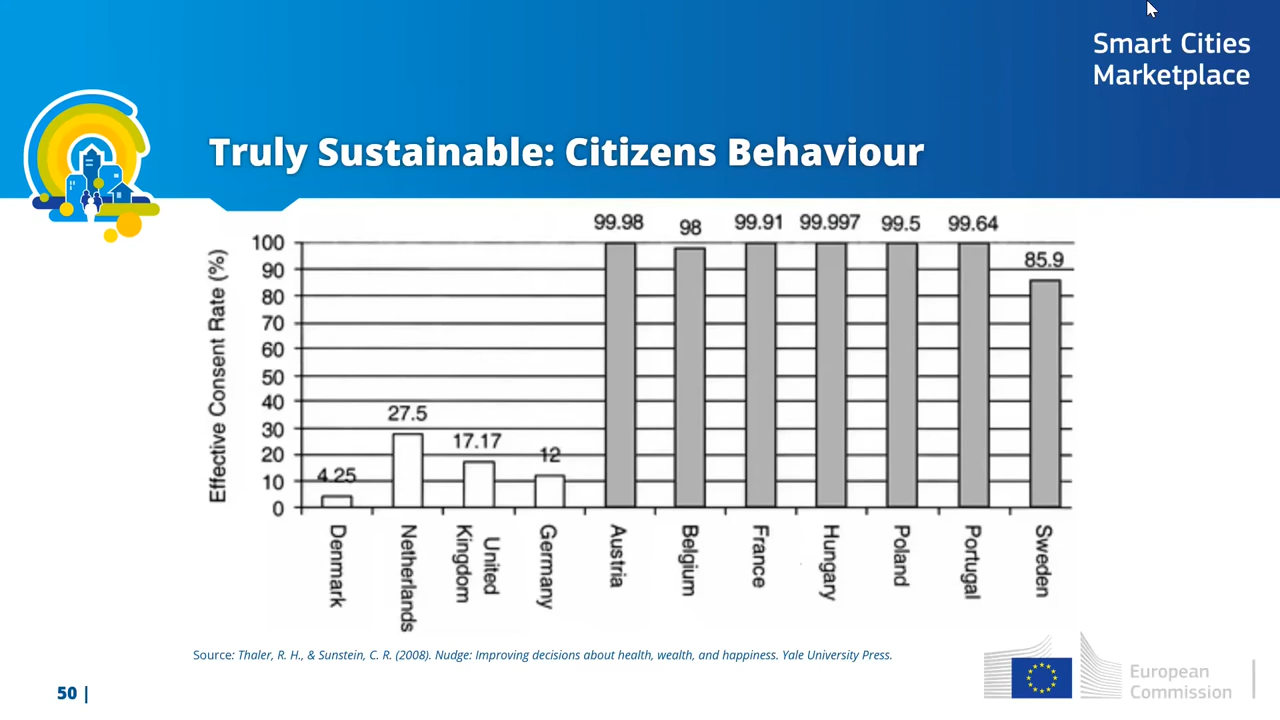 Smart Cities
Marketplace
Truly Sustainable: Citizens Behaviour
99.98 98 99.91 99.997 99.5 99.64
85.9
27.5
17.17
12
4.25
Effective Consent Rate (%)
100
90
80
70
60
50
40
30
20
10
0
Denmark
Netherlands
United
Kingdom
Germany
Austria
Belgium
France
Hungary
Poland
Portugal
Sweden
Source: Thaler, R. H., & Sunstein, C. R. (2008). Nudge: Improving decisions about health, wealth, and happiness. Yale University Press.
50 |
European
Commission